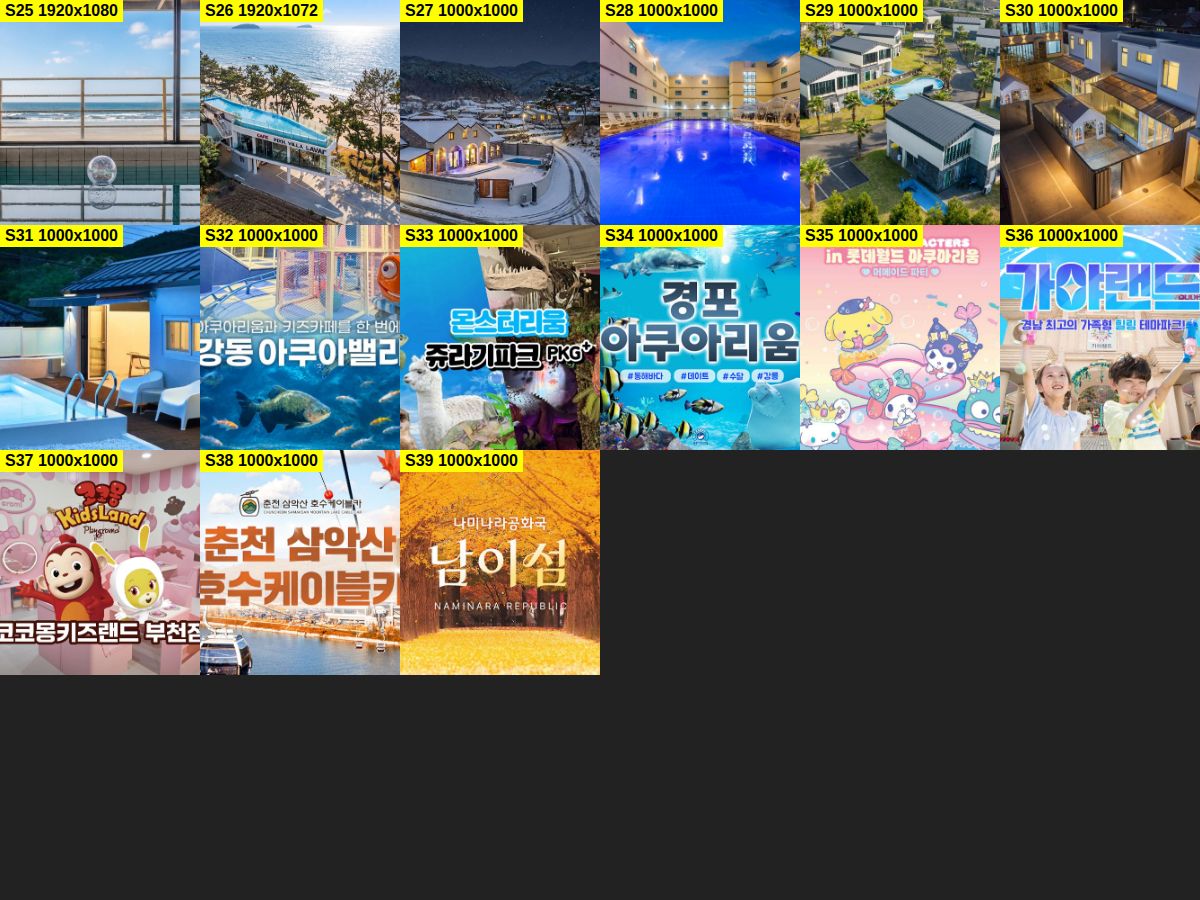 S25 1920x1080
S26 1920x1072
S27 1000x1000
S28 1000x1000
S29 1000x1000
S30 1000x1000
CAFE POOL VILLA LAVAR
S31 1000x1000
S32 1000x1000
S33 1000x1000
S34 1000x1000
S35 1000x1000
S36 1000x1000
아쿠아리움과 키즈카페를 한 번에
강동 아쿠아밸리
몬스터리움
쥬라기파크 PKG+
경포
아쿠아리움
#동해바다 #데이트 #수달 #강릉
ACTERS
in 롯데월드 아쿠아리움
머메이드 파티
가야랜드
경남 최고의 가족형 힐링 테마파크!
S37 1000x1000
S38 1000x1000
S39 1000x1000
코코몽
KidsLand
Playground
코코몽키즈랜드 부천점
춘천 삼악산 호수케이블카
춘천 삼악산
호수케이블카
나미나라공화국
남이섬
NAMINARA REPUBLIC